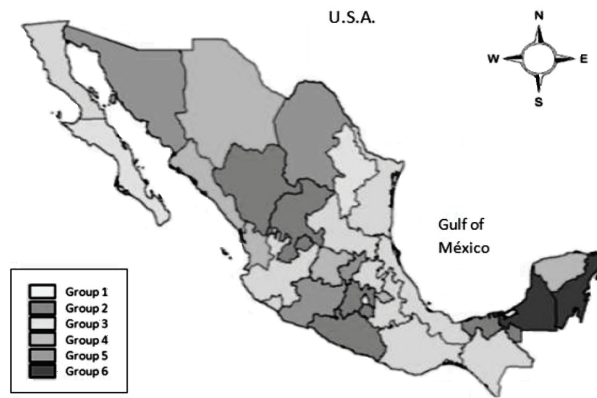 U.S.A.
N
W E
S
Gulf of
México
Group 1
Group 2
Group 3
Group 4
Group 5
Group 6